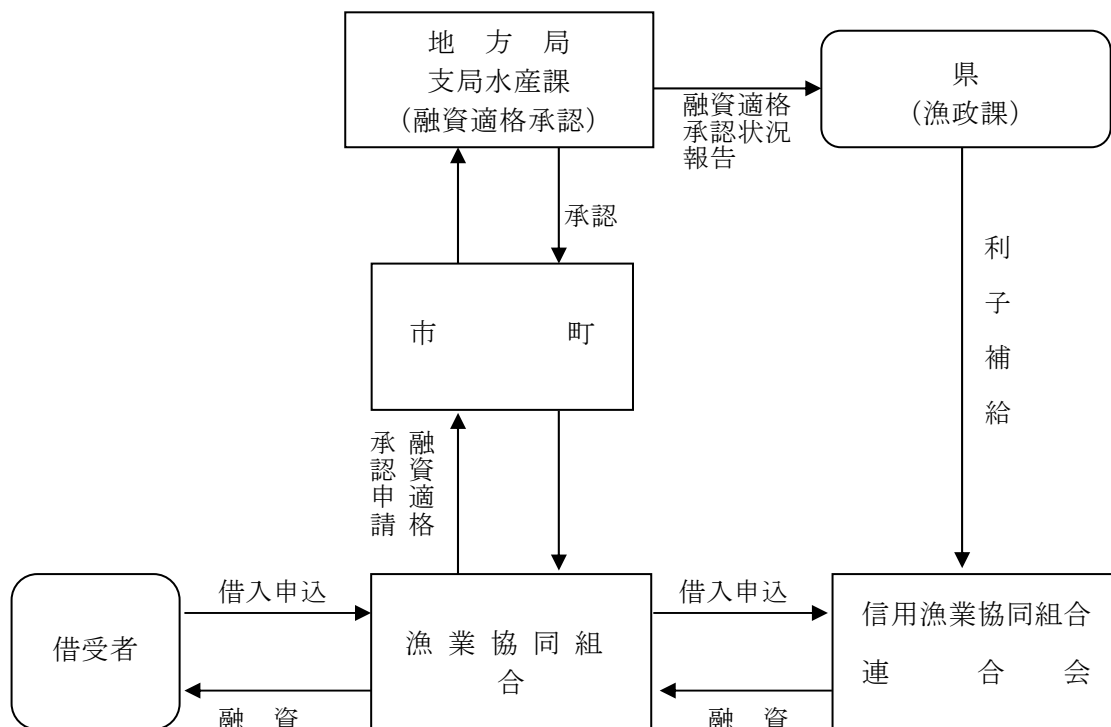 地　方　局
支局水産課
（融資適格承認）
融資適格
承認状況
報告
県
（漁政課）
承認
市　　　町
利子補給
融資適格
承認申請
借入申込
借入申込
借受者
漁業協同組
合
信用漁業協同組合
連　合　会
融　資
融　資